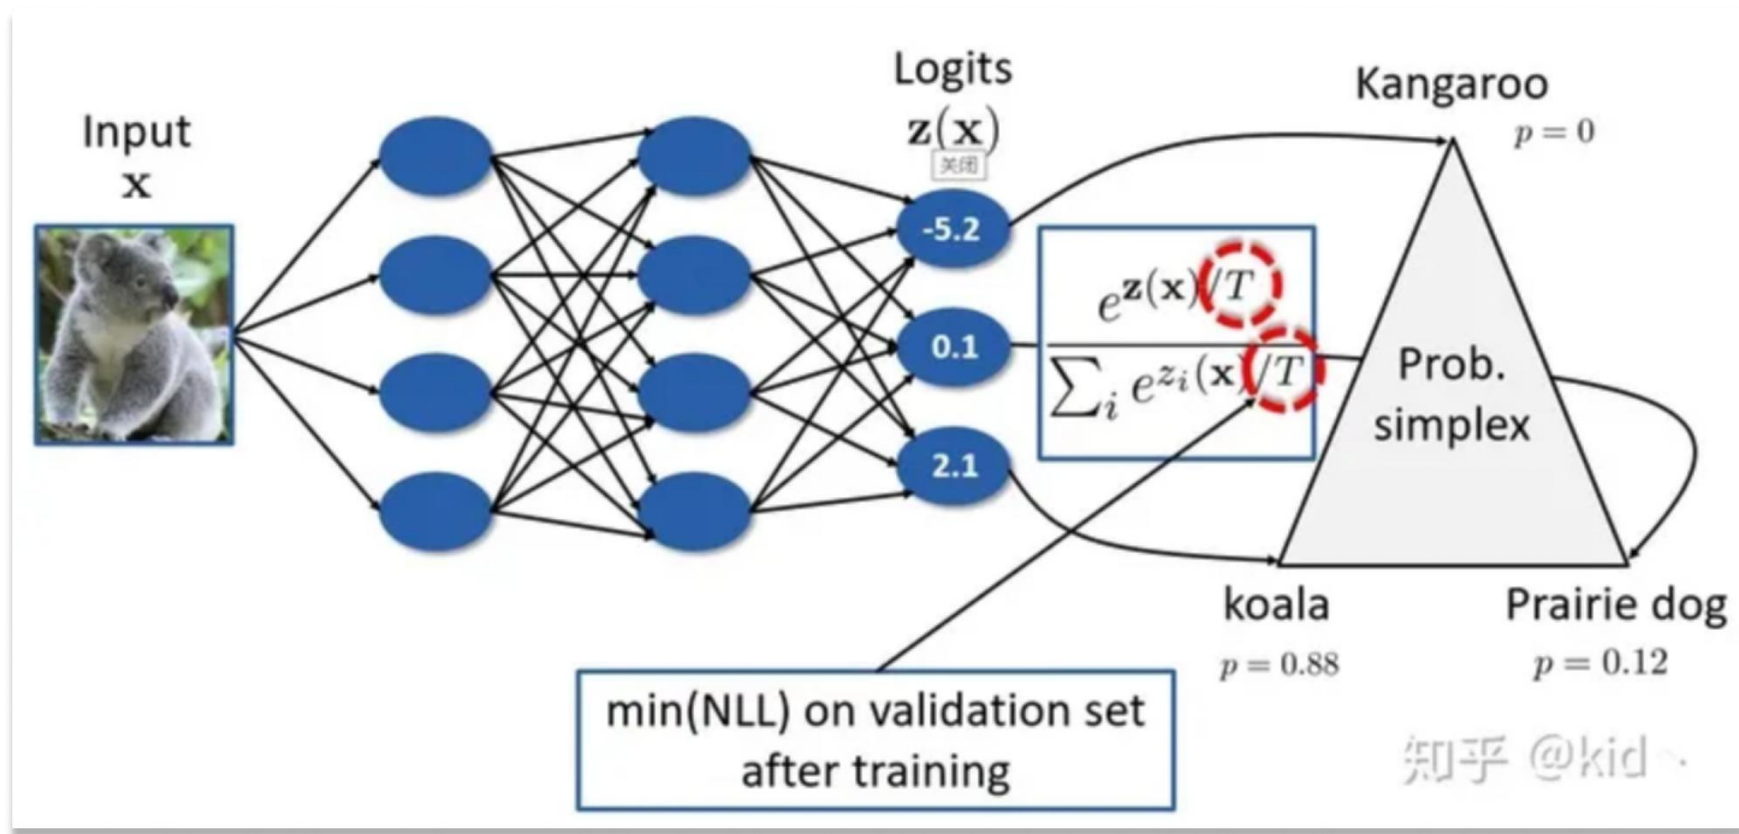 Input
x
Logits
z(x)
关闭
-5.2
0.1
2.1
e^{z(x)/T}
∑_i e^{z_i(x)/T}
Kangaroo
p = 0
Prob.
simplex
koala
p = 0.88
Prairie dog
p = 0.12
min(NLL) on validation set
after training
知乎 @kid丶